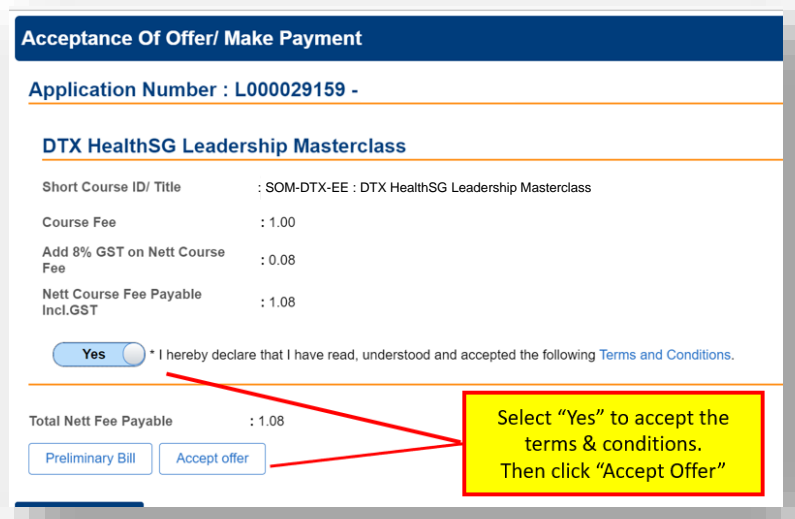 Acceptance Of Offer/ Make Payment
Application Number : L000029159 -
DTX HealthSG Leadership Masterclass
Short Course ID/ Title : SOM-DTX-EE : DTX HealthSG Leadership Masterclass
Course Fee : 1.00
Add 8% GST on Nett Course
Fee : 0.08
Nett Course Fee Payable
Incl.GST : 1.08
Yes * I hereby declare that I have read, understood and accepted the following Terms and Conditions.
Total Nett Fee Payable : 1.08
Preliminary Bill Accept offer
Select “Yes” to accept the
terms & conditions.
Then click “Accept Offer”